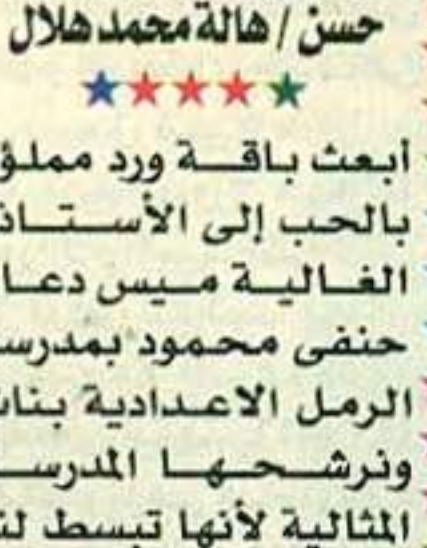 حسن / هالة محمد هلال
أبعث باقة ورد مملؤ
بالحب إلى الأستاذ
الغالية ميس دعا
حنفى محمود بمدرس
الرمل الاعدادية بنا
ونرشحها المدرس
المثالية لأنها تبسط لن